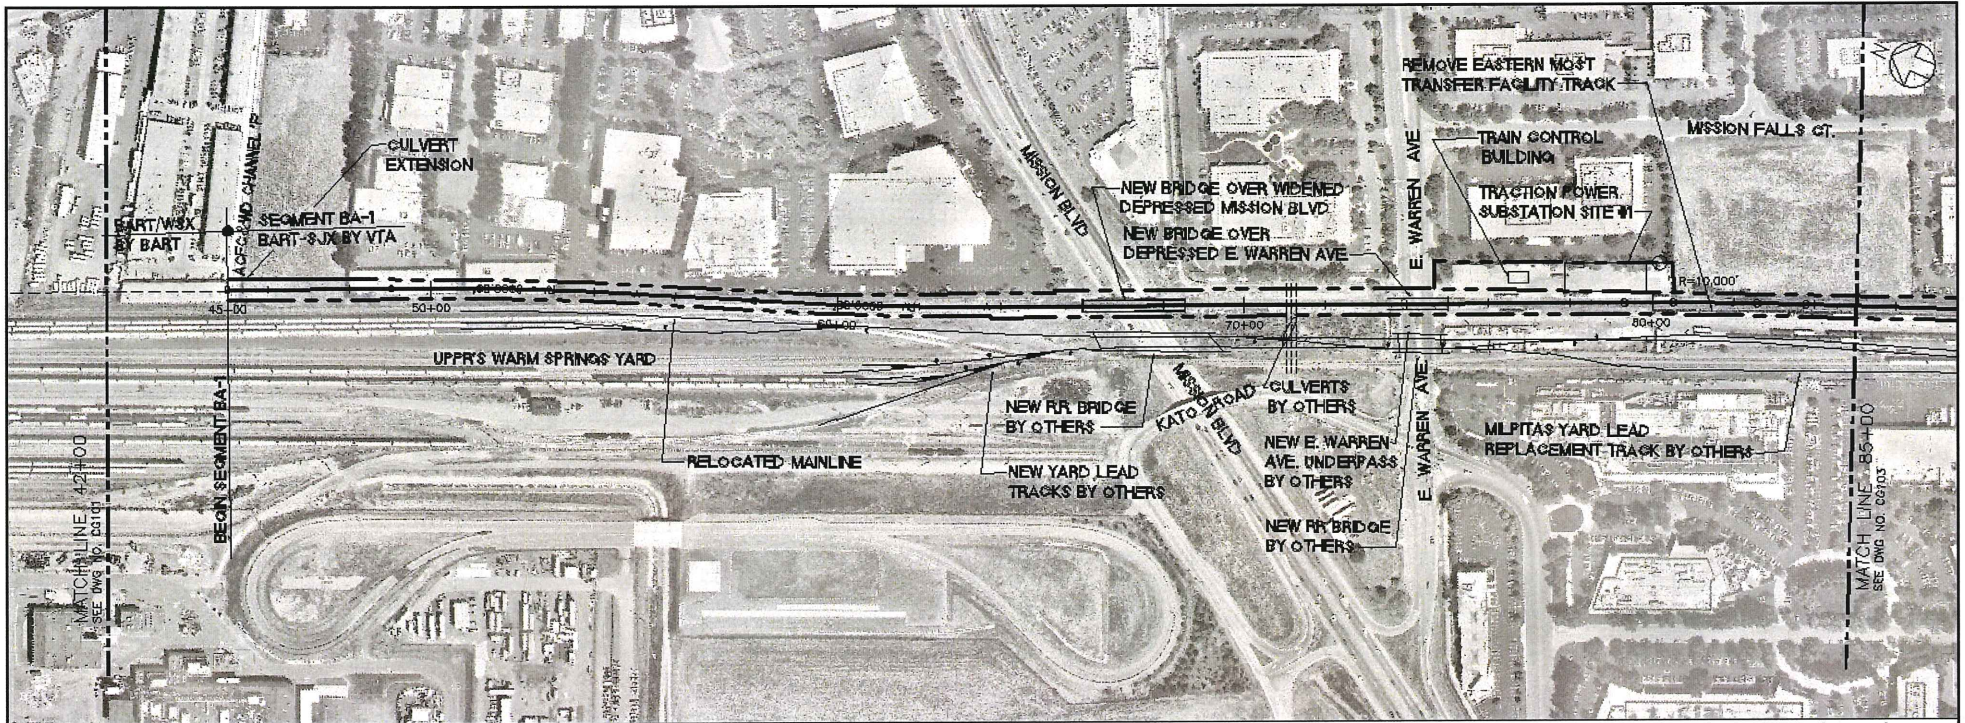 REMOVE EASTERN MOST
TRANSFER FACILITY TRACK
N
MISSION FALLS CT.
TRAIN CONTROL
BUILDING
TRACTION POWER
SUBSTATION SITE #1
E. WARREN AVE
MISSION BLVD
NEW BRIDGE OVER WIDENED
DEPRESSED MISSION BLVD
NEW BRIDGE OVER
DEPRESSED E. WARREN AVE
CULVERT
EXTENSION
ACFC&WD CHANNEL
BART/WSX
BY BART
SEGMENT BA-1
BART-SJX BY VTA
R=10,000'
45+00
50+00
60+00
70+00
80+00
UPRR'S WARM SPRINGS YARD
BEGIN SEGMENT BA-1
MATCH LINE 42+00
SEE DWG NO. CG101
RELOCATED MAINLINE
NEW YARD LEAD
TRACKS BY OTHERS
NEW RR BRIDGE
BY OTHERS
MISSION BLVD
KATO ROAD
CULVERTS
BY OTHERS
NEW E. WARREN
AVE. UNDERPASS
BY OTHERS
NEW RR BRIDGE
BY OTHERS
E. WARREN AVE.
MILPITAS YARD LEAD
REPLACEMENT TRACK BY OTHERS
MATCH LINE 85+00
SEE DWG NO. CG103